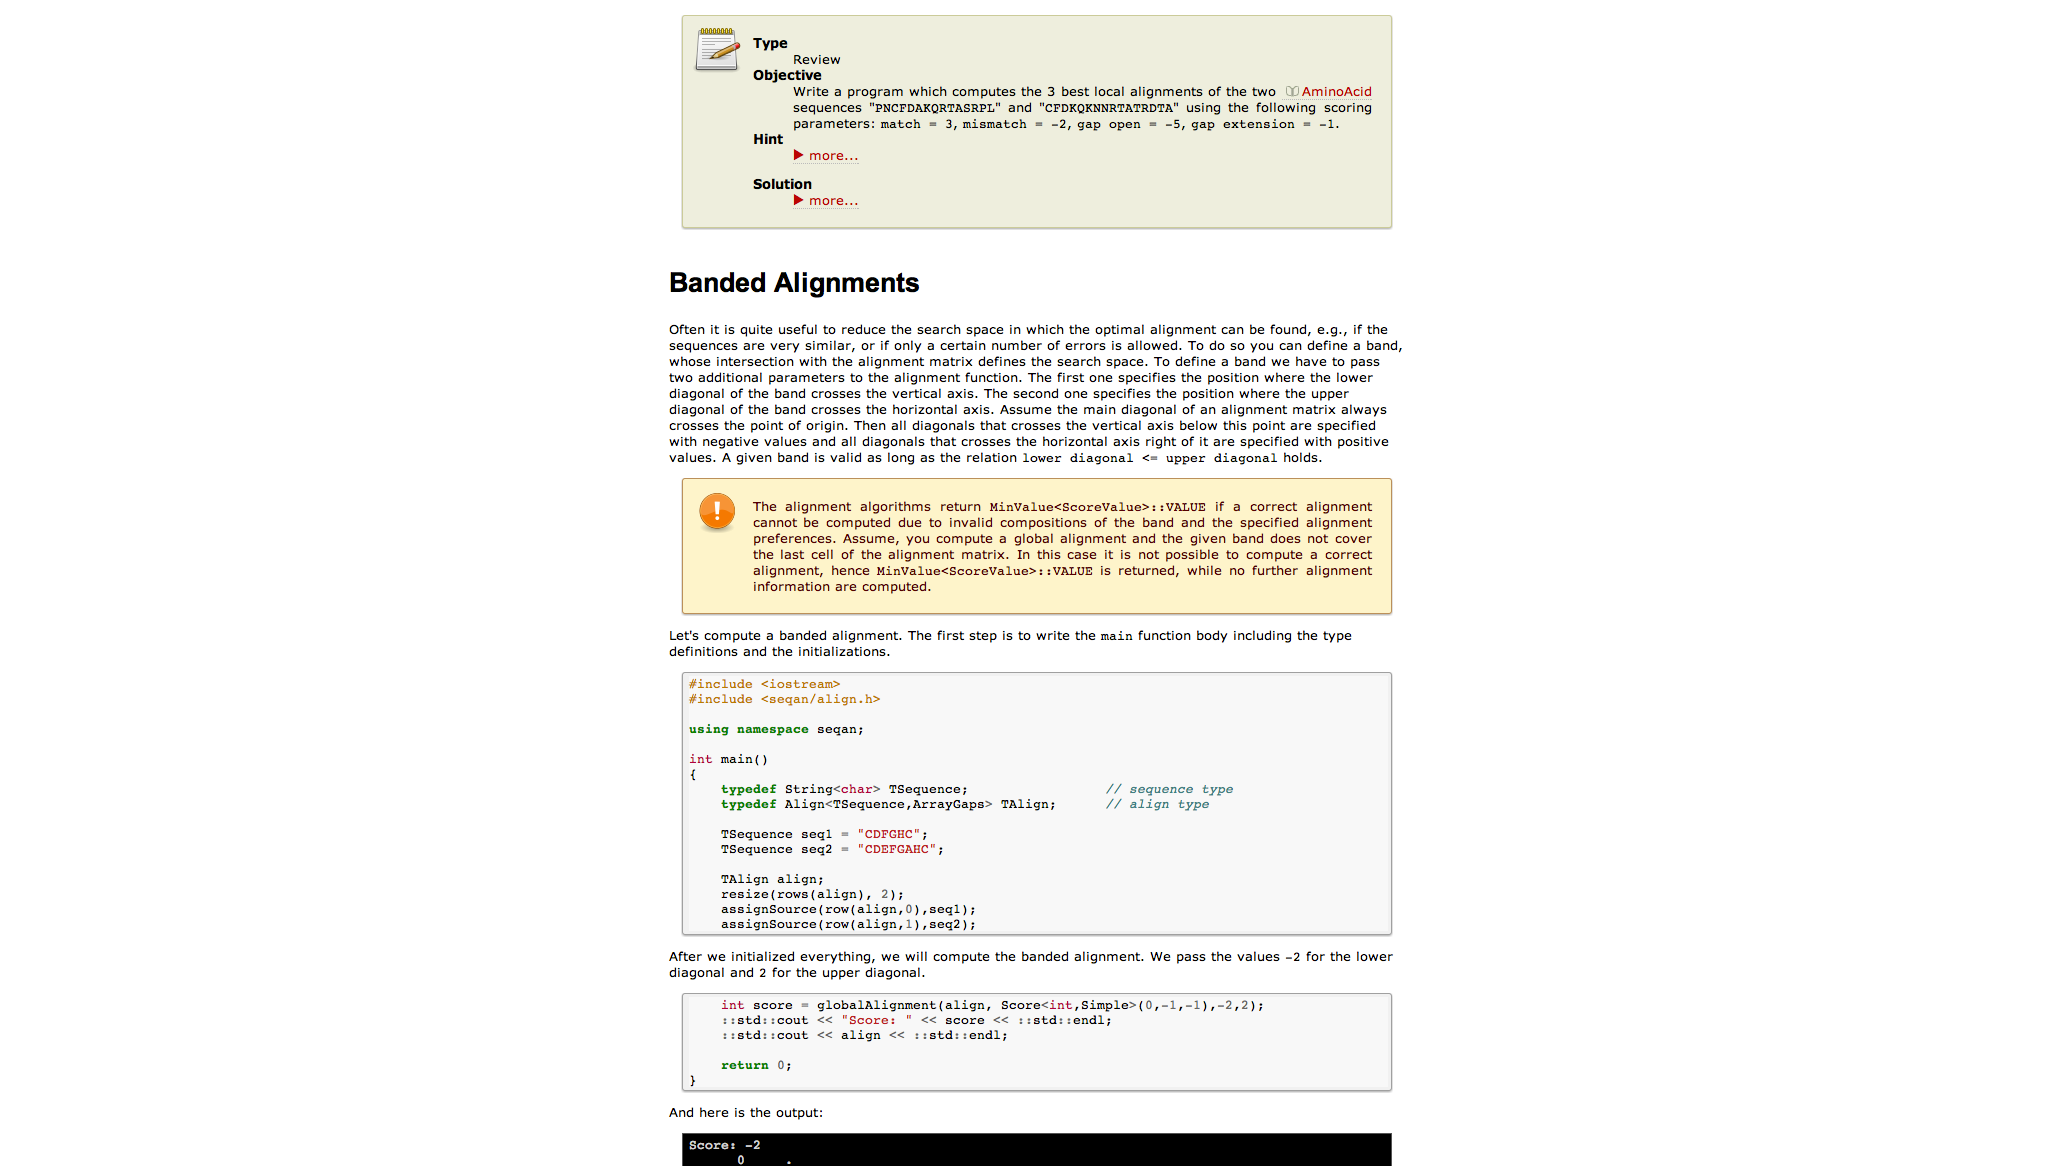 Type
Review
Objective
Write a program which computes the 3 best local alignments of the two AminoAcid
sequences "PNCFDAKQRTASRPL" and "CFDKQKNNRTATRDTA" using the following scoring
parameters: match = 3, mismatch = -2, gap open = -5, gap extension = -1.
Hint
▶ more...
Solution
▶ more...
Banded Alignments
Often it is quite useful to reduce the search space in which the optimal alignment can be found, e.g., if the
sequences are very similar, or if only a certain number of errors is allowed. To do so you can define a band,
whose intersection with the alignment matrix defines the search space. To define a band we have to pass
two additional parameters to the alignment function. The first one specifies the position where the lower
diagonal of the band crosses the vertical axis. The second one specifies the position where the upper
diagonal of the band crosses the horizontal axis. Assume the main diagonal of an alignment matrix always
crosses the point of origin. Then all diagonals that crosses the vertical axis below this point are specified
with negative values and all diagonals that crosses the horizontal axis right of it are specified with positive
values. A given band is valid as long as the relation lower diagonal <= upper diagonal holds.
The alignment algorithms return MinValue<ScoreValue>::VALUE if a correct alignment
cannot be computed due to invalid compositions of the band and the specified alignment
preferences. Assume, you compute a global alignment and the given band does not cover
the last cell of the alignment matrix. In this case it is not possible to compute a correct
alignment, hence MinValue<ScoreValue>::VALUE is returned, while no further alignment
information are computed.
Let's compute a banded alignment. The first step is to write the main function body including the type
definitions and the initializations.
#include <iostream>
#include <seqan/align.h>
using namespace seqan;
int main()
{
typedef String<char> TSequence; // sequence type
typedef Align<TSequence,ArrayGaps> TAlign; // align type
TSequence seq1 = "CDFGHC";
TSequence seq2 = "CDEFGAHC";
TAlign align;
resize(rows(align), 2);
assignSource(row(align,0),seq1);
assignSource(row(align,1),seq2);
After we initialized everything, we will compute the banded alignment. We pass the values -2 for the lower
diagonal and 2 for the upper diagonal.
int score = globalAlignment(align, Score<int,Simple>(0,-1,-1),-2,2);
::std::cout << "Score: " << score << ::std::endl;
::std::cout << align << ::std::endl;
return 0;
}
And here is the output:
Score: -2
0 .